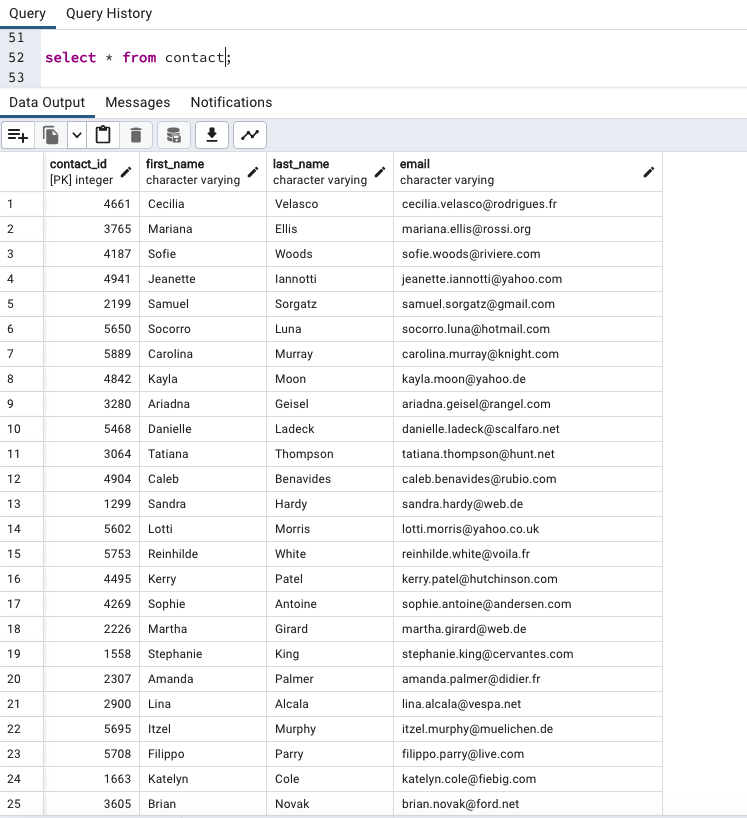 Query Query History
51
52 select * from contact;
53
Data Output Messages Notifications
contact_id first_name last_name email
[PK] integer character varying character varying character varying
1 4661 Cecilia Velasco cecilia.velasco@rodrigues.fr
2 3765 Mariana Ellis mariana.ellis@rossi.org
3 4187 Sofie Woods sofie.woods@riviere.com
4 4941 Jeanette Iannotti jeanette.iannotti@yahoo.com
5 2199 Samuel Sorgatz samuel.sorgatz@gmail.com
6 5650 Socorro Luna socorro.luna@hotmail.com
7 5889 Carolina Murray carolina.murray@knight.com
8 4842 Kayla Moon kayla.moon@yahoo.de
9 3280 Ariadna Geisel ariadna.geisel@rangel.com
10 5468 Danielle Ladeck danielle.ladeck@scalfaro.net
11 3064 Tatiana Thompson tatiana.thompson@hunt.net
12 4904 Caleb Benavides caleb.benavides@rubio.com
13 1299 Sandra Hardy sandra.hardy@web.de
14 5602 Lotti Morris lotti.morris@yahoo.co.uk
15 5753 Reinhilde White reinhilde.white@voila.fr
16 4495 Kerry Patel kerry.patel@hutchinson.com
17 4269 Sophie Antoine sophie.antoine@andersen.com
18 2226 Martha Girard martha.girard@web.de
19 1558 Stephanie King stephanie.king@cervantes.com
20 2307 Amanda Palmer amanda.palmer@didier.fr
21 2900 Lina Alcala lina.alcala@vespa.net
22 5695 Itzel Murphy itzel.murphy@muelichen.de
23 5708 Filippo Parry filippo.parry@live.com
24 1663 Katelyn Cole katelyn.cole@fiebig.com
25 3605 Brian Novak brian.novak@ford.net